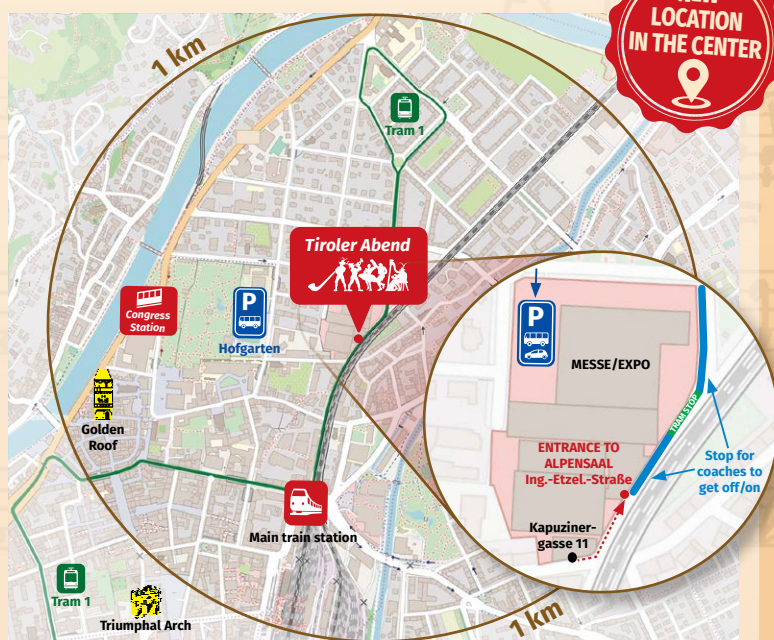 LOCATION
IN THE CENTER
1 km
Tram 1
Tiroler Abend
P
Congress
Station
Hofgarten
P
MESSE/EXPO
TRAM STOP
Golden
Roof
ENTRANCE TO
ALPENSAAL
Ing.-Etzel.-Straße
Stop for
coaches to
get off/on
Kapuziner-
gasse 11
Main train station
Tram 1
Triumphal Arch
1 km